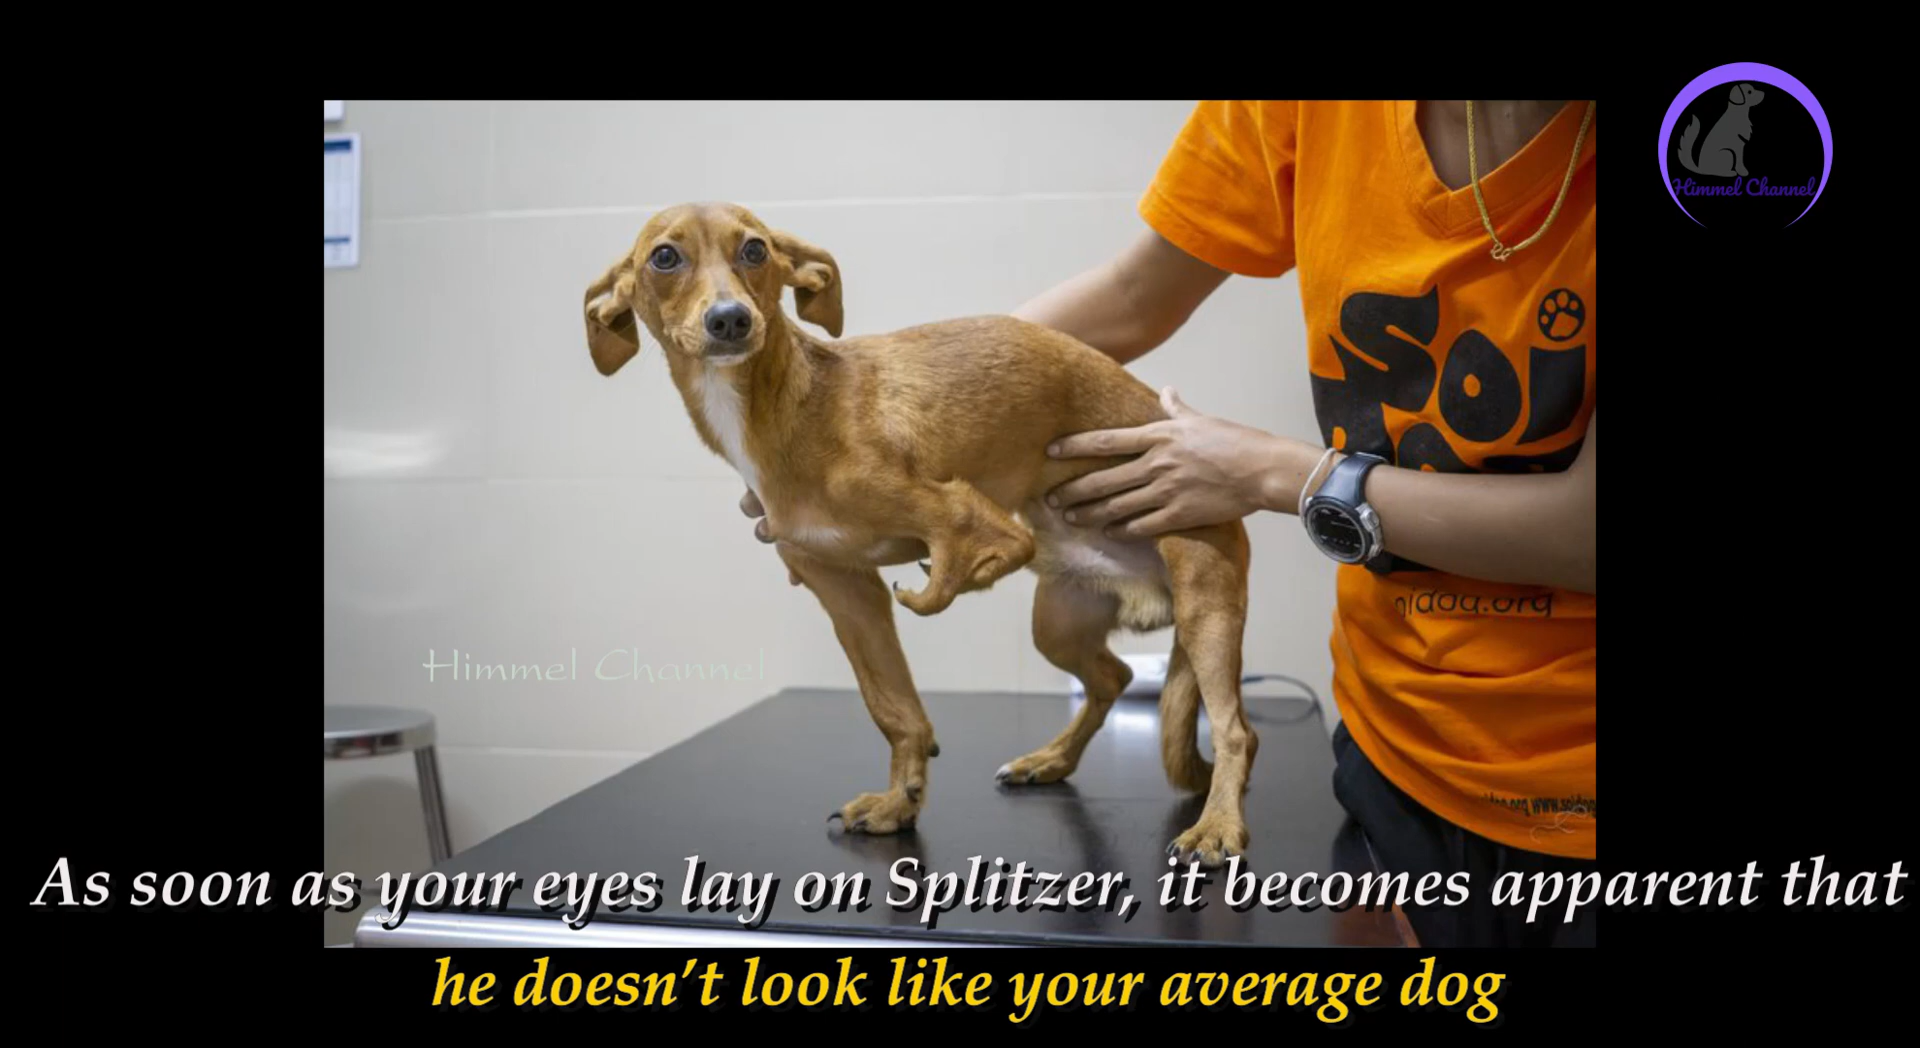 Himmel Channel
Soi
Himmel Channel
As soon as your eyes lay on Splitzer, it becomes apparent that
he doesn't look like your average dog